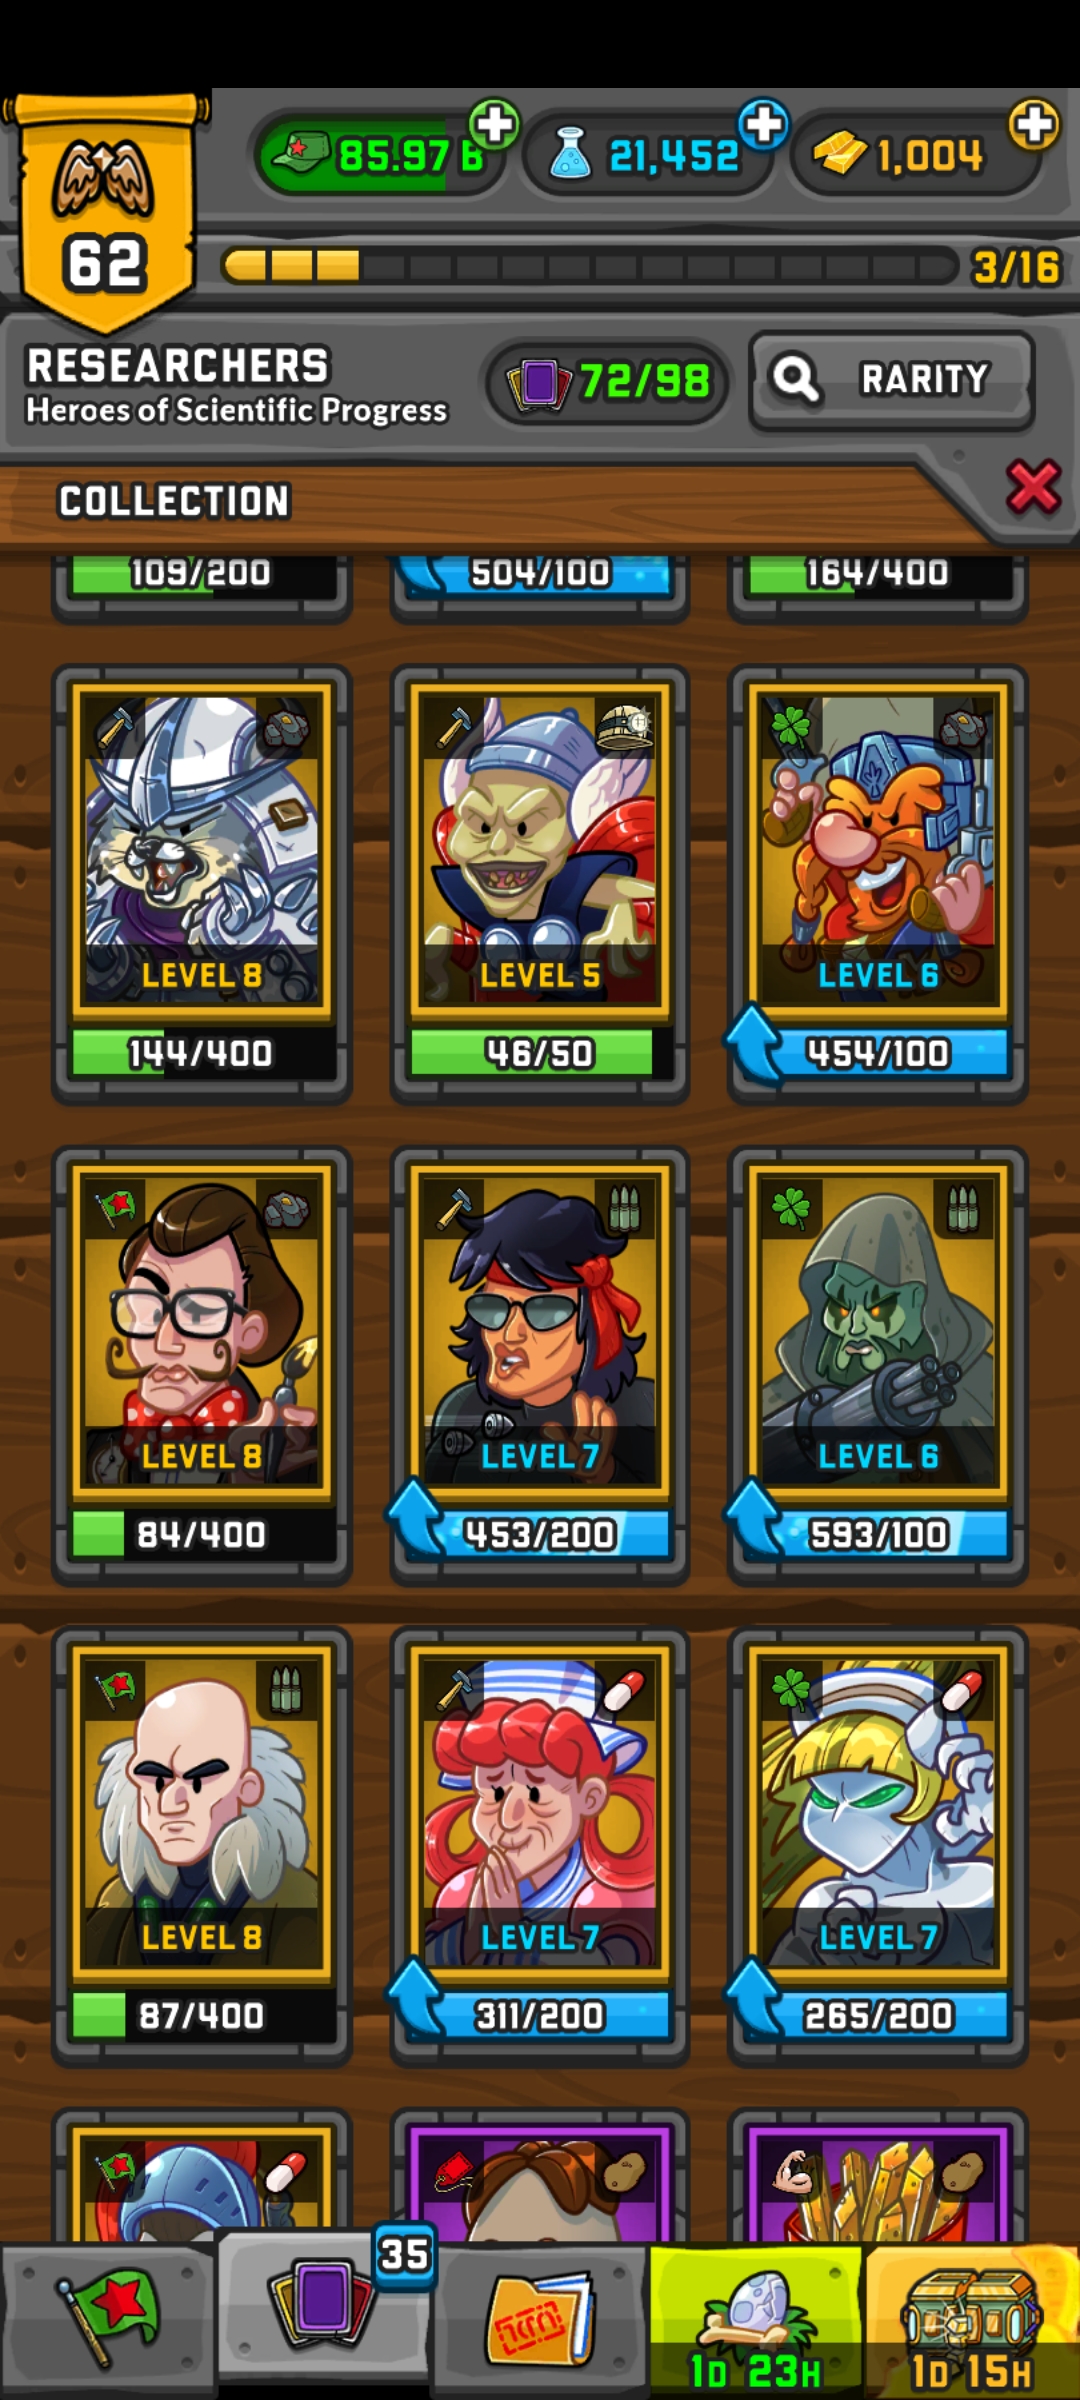 85.97 B
21,452
1,004
62
3/16
RESEARCHERS
Heroes of Scientific Progress
72/98
RARITY
COLLECTION
109/200
504/100
164/400
LEVEL 8
LEVEL 5
LEVEL 6
144/400
46/50
454/100
LEVEL 8
LEVEL 7
LEVEL 6
84/400
453/200
593/100
LEVEL 8
LEVEL 7
LEVEL 7
87/400
311/200
265/200
35
1D 23H
1D 15H